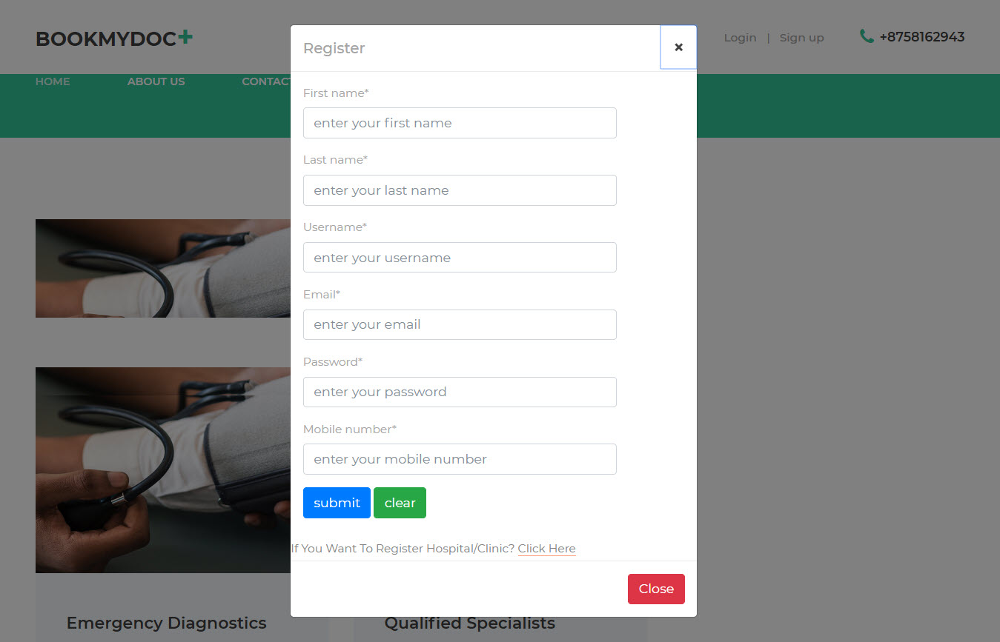 BOOKMYDOC+
Login | Sign up
+8758162943
HOME
ABOUT US
CONTACT
Register
×
First name*
enter your first name
Last name*
enter your last name
Username*
enter your username
Email*
enter your email
Password*
enter your password
Mobile number*
enter your mobile number
submit
clear
If You Want To Register Hospital/Clinic? Click Here
Close
Emergency Diagnostics
Qualified Specialists